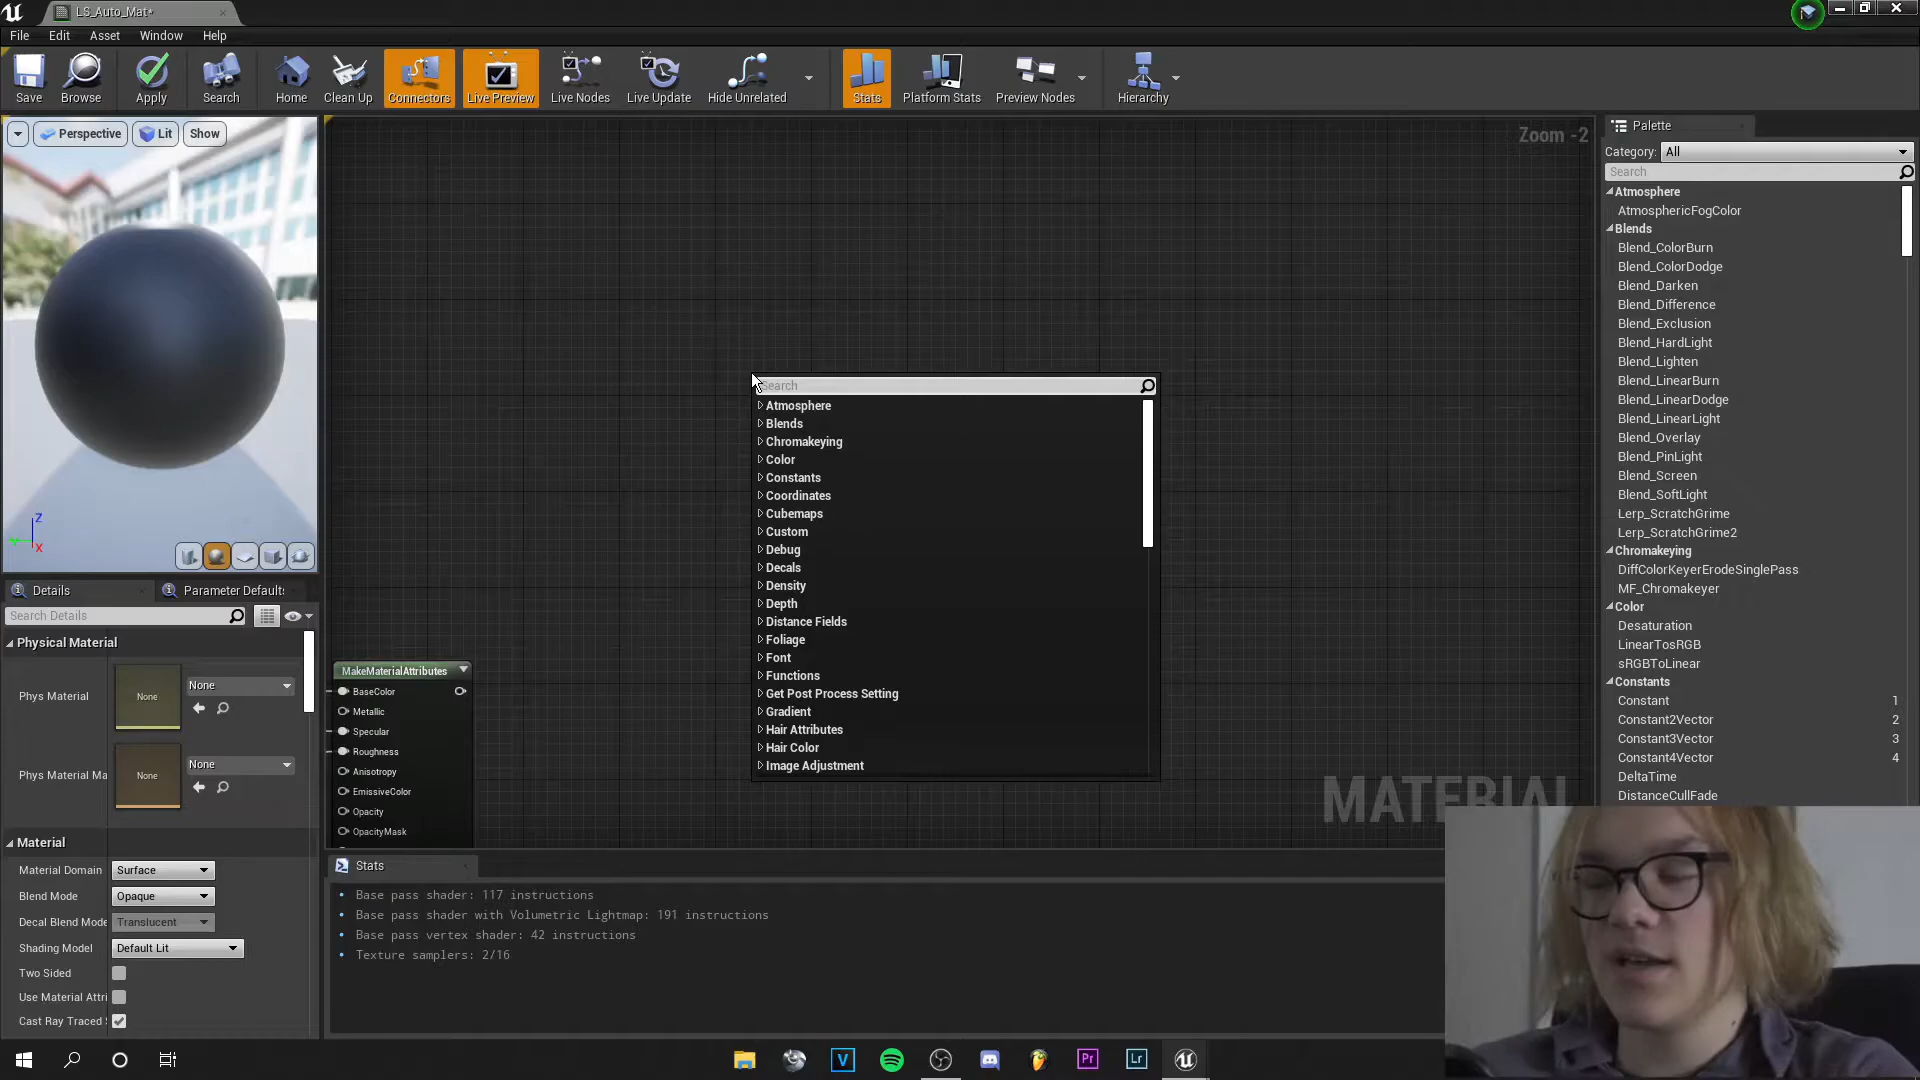 LS_Auto_Mat*
File Edit Asset Window Help
Save Browse Apply Search Home Clean Up Connectors Live Preview Live Nodes Live Update Hide Unrelated Stats Platform Stats Preview Nodes Hierarchy
Perspective Lit Show
Z
X
Details Parameter Defaults
Search Details
Physical Material
Phys Material
None
None
Phys Material Ma
None
None
Material
Material Domain Surface
Blend Mode Opaque
Decal Blend Mode Translucent
Shading Model Default Lit
Two Sided
Use Material Attri
Cast Ray Traced
Zoom -2
MakeMaterialAttributes
BaseColor
Metallic
Specular
Roughness
Anisotropy
EmissiveColor
Opacity
OpacityMask
Search
Atmosphere
Blends
Chromakeying
Color
Constants
Coordinates
Cubemaps
Custom
Debug
Decals
Density
Depth
Distance Fields
Foliage
Font
Functions
Get Post Process Setting
Gradient
Hair Attributes
Hair Color
Image Adjustment
MATERIAL
Stats
• Base pass shader: 117 instructions
• Base pass shader with Volumetric Lightmap: 191 instructions
• Base pass vertex shader: 42 instructions
• Texture samplers: 2/16
Palette
Category: All
Search
Atmosphere
AtmosphericFogColor
Blends
Blend_ColorBurn
Blend_ColorDodge
Blend_Darken
Blend_Difference
Blend_Exclusion
Blend_HardLight
Blend_Lighten
Blend_LinearBurn
Blend_LinearDodge
Blend_LinearLight
Blend_Overlay
Blend_PinLight
Blend_Screen
Blend_SoftLight
Lerp_ScratchGrime
Lerp_ScratchGrime2
Chromakeying
DiffColorKeyerErodeSinglePass
MF_Chromakeyer
Color
Desaturation
LinearTosRGB
sRGBToLinear
Constants
Constant 1
Constant2Vector 2
Constant3Vector 3
Constant4Vector 4
DeltaTime
DistanceCullFade
V Pr Lr